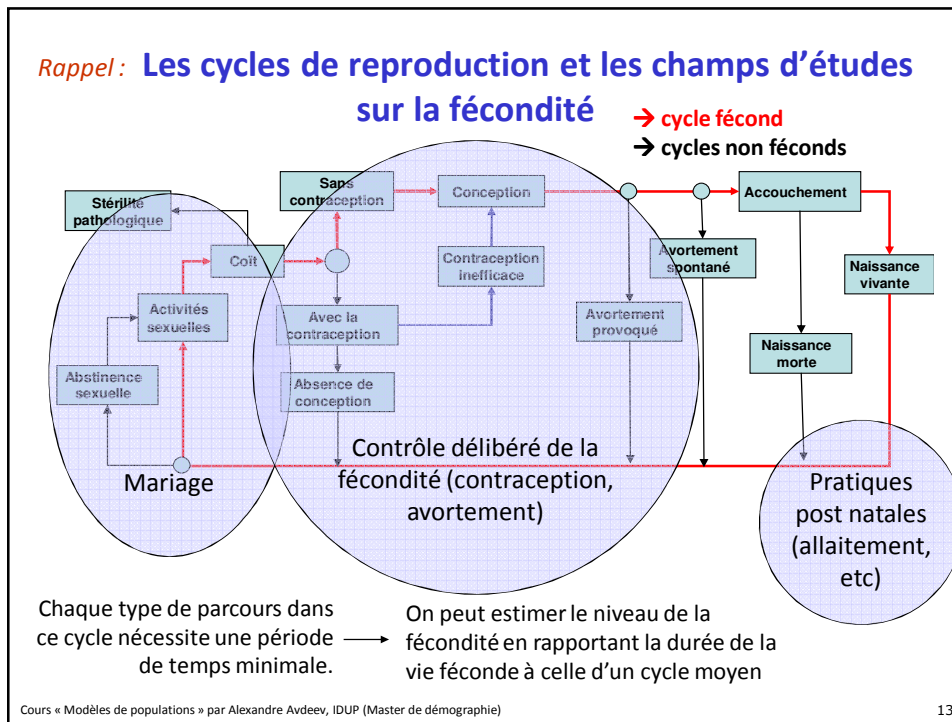 Rappel : Les cycles de reproduction et les champs d'études
sur la fécondité
→ cycle fécond
→ cycles non féconds
Stérilité
pathologique
Sans
contraception
Conception
Accouchement
Coït
Contraception
inefficace
Avortement
spontané
Naissance
vivante
Activités
sexuelles
Avec la
contraception
Avortement
provoqué
Naissance
morte
Abstinence
sexuelle
Absence de
conception
Mariage
Contrôle délibéré de la
fécondité (contraception,
avortement)
Pratiques
post natales
(allaitement,
etc)
Chaque type de parcours dans
ce cycle nécessite une période
de temps minimale.
On peut estimer le niveau de la
fécondité en rapportant la durée de la
vie féconde à celle d'un cycle moyen
Cours « Modèles de populations » par Alexandre Avdeev, IDUP (Master de démographie)
13